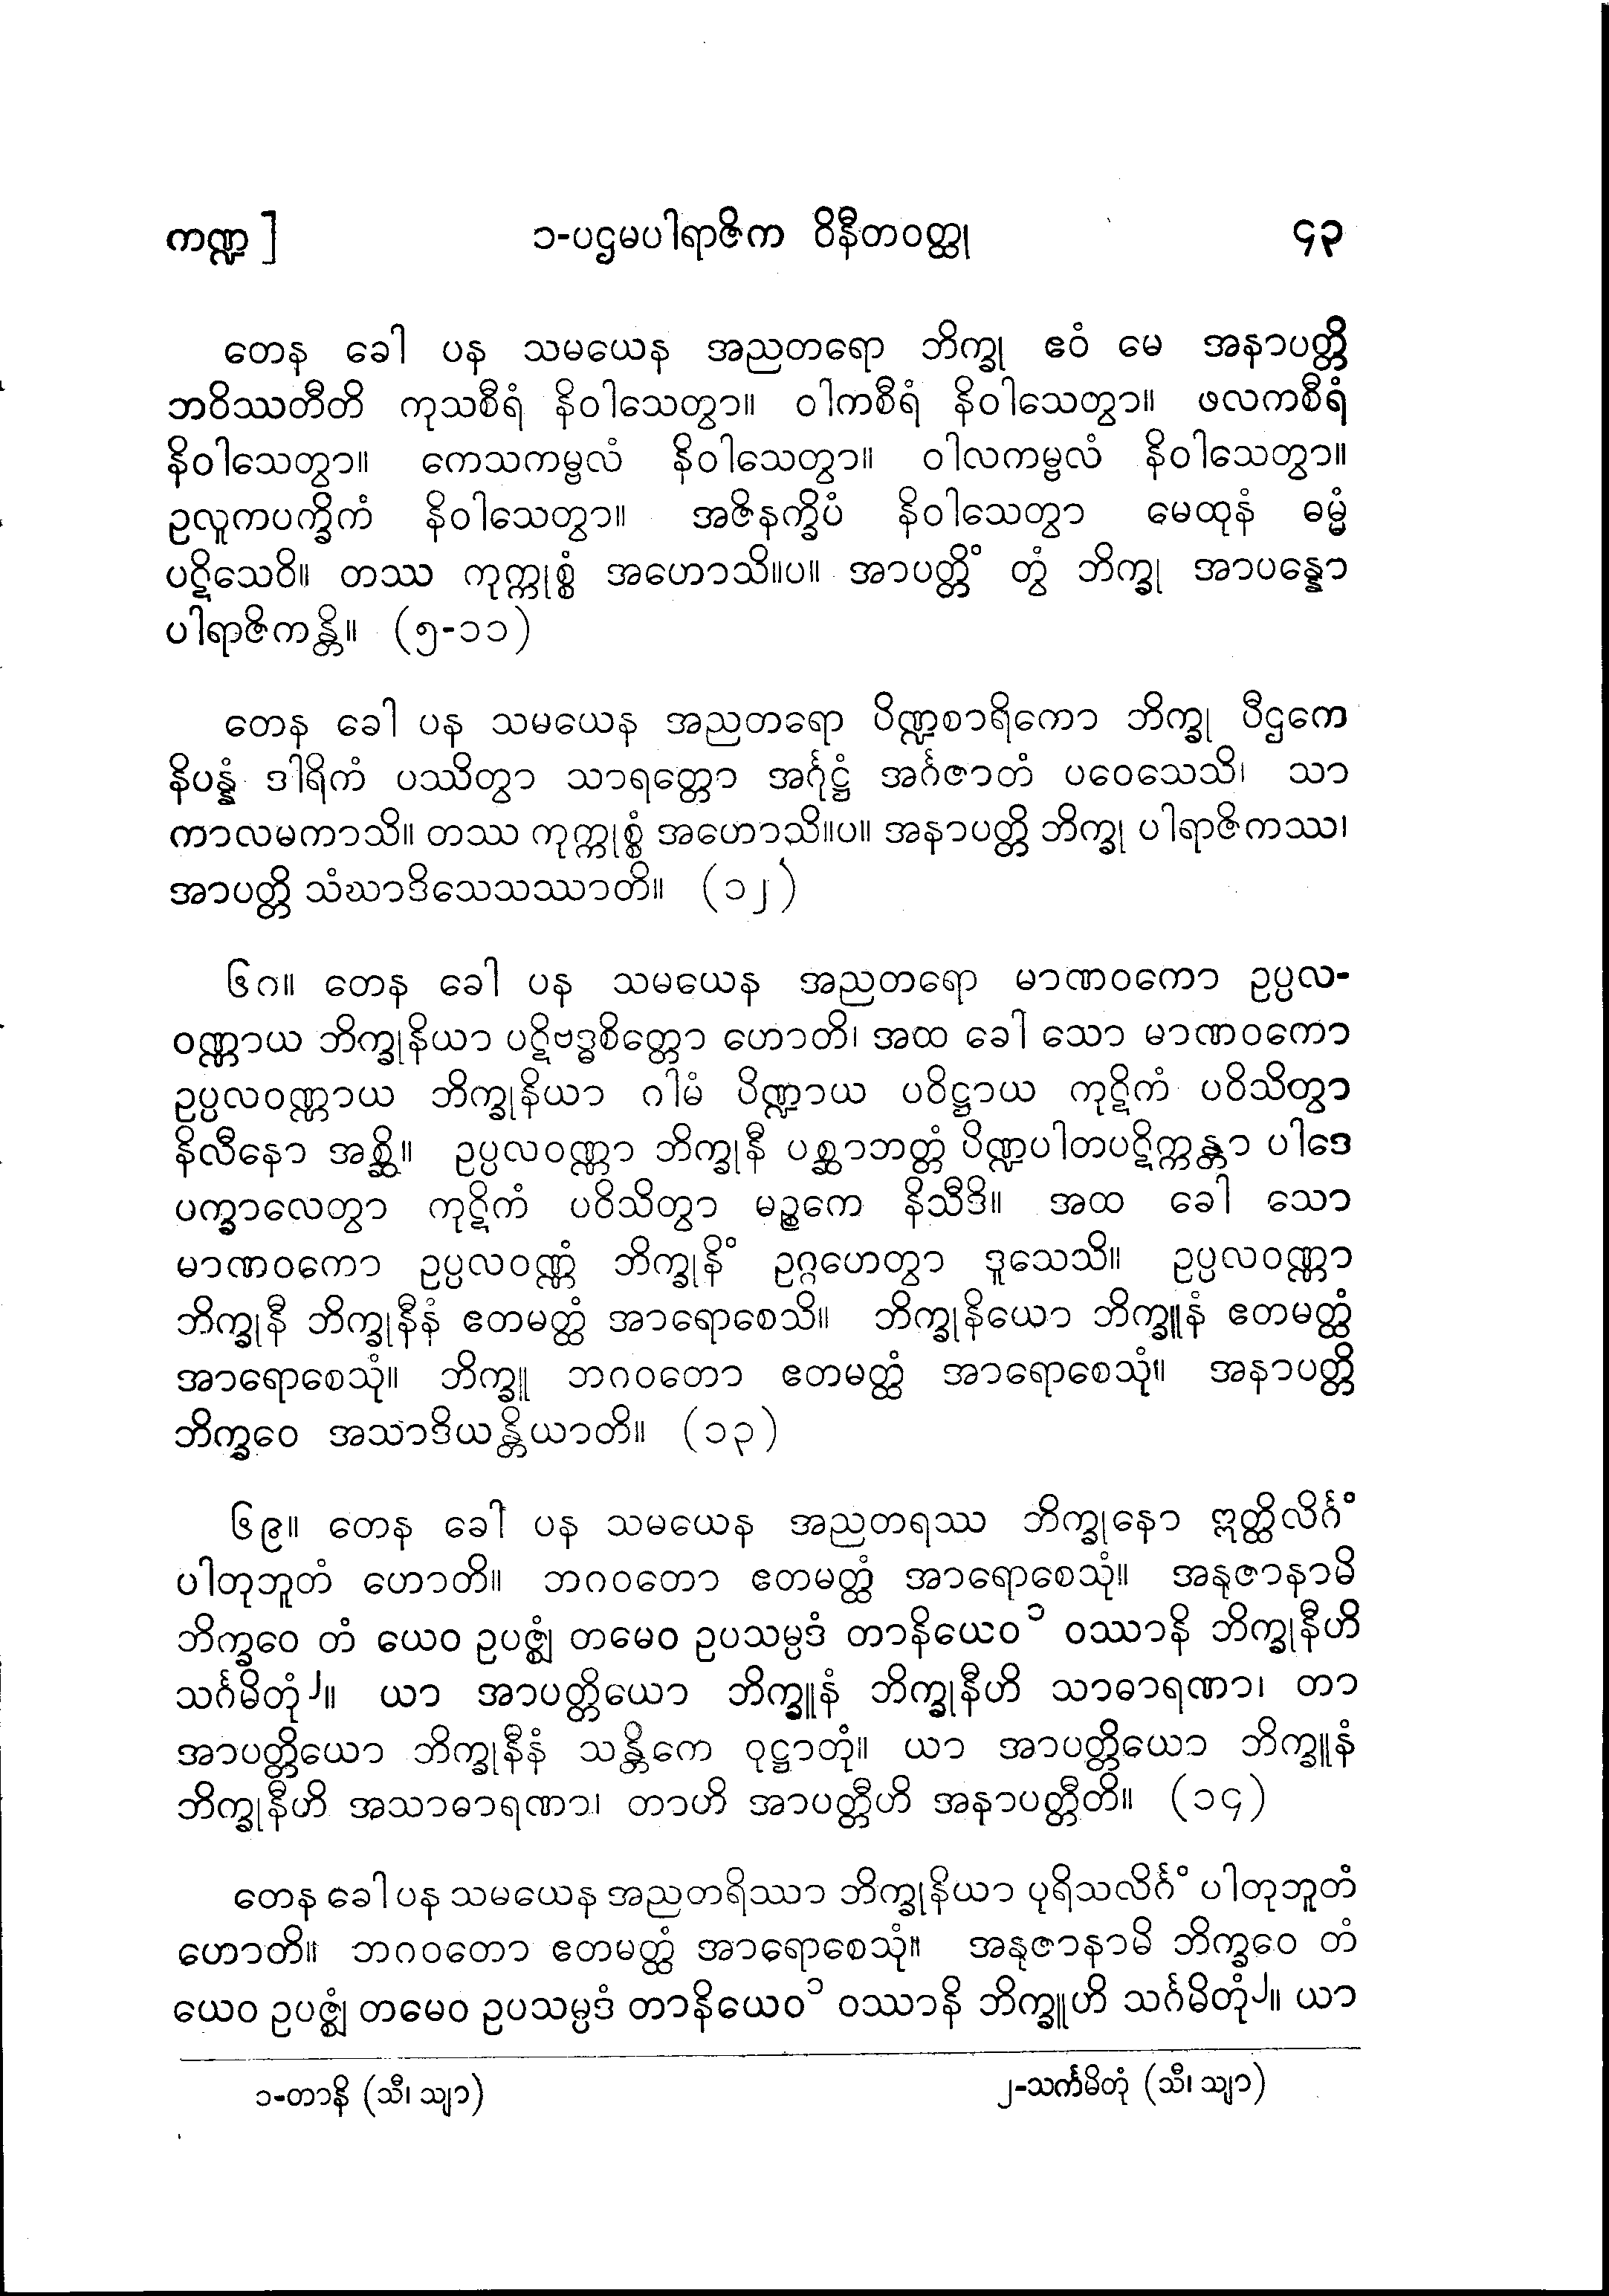 ကဏ္ဍ ]	၁-ပဌမပါရာဇိက ဝိနီတဝတ္ထု	၄၃
တေန ခေါ ပန သမယေန အညတရော ဘိက္ခု ဧဝံ မေ အနာပတ္တိ
ဘဝိဿတီတိ ကုသစီရံ နိဝါသေတွာ။ ဝါကစီရံ နိဝါသေတွာ။ ဖလကစီရံ
နိဝါသေတွာ။ ကေသကမ္ဗလံ နိဝါသေတွာ။ ဝါလကမ္ဗလံ နိဝါသေတွာ။
ဥလူကပက္ခိကံ နိဝါသေတွာ။ အဇိနက္ခိပံ နိဝါသေတွာ မေထုနံ ဓမ္မံ
ပဋိသေဝိ။ တဿ ကုက္ကုစ္စံ အဟောသိ။ပ။ အာပတ္တိံ တွံ ဘိက္ခု အာပန္နော
ပါရာဇိကန္တိ။ (၅-၁၁)
တေန ခေါ ပန သမယေန အညတရော ပိဏ္ဍစာရိကော ဘိက္ခု ပီဌကေ
နိပန္နံ ဒါရိကံ ပဿိတွာ သာရတ္တော အင်္ဂုဋ္ဌံ အင်္ဂဇာတံ ပဝေသေသိ၊ သာ
ကာလမကာသိ။ တဿ ကုက္ကုစ္စံ အဟောသိ။ပ။ အနာပတ္တိ ဘိက္ခု ပါရာဇိကဿ၊
အာပတ္တိ သံဃာဒိသေသဿာတိ။ (၁၂)
၆၈။ တေန ခေါ ပန သမယေန အညတရော မာဏဝကော ဥပ္ပလ-
ဝဏ္ဏာယ ဘိက္ခုနိယာ ပဋိဗဒ္ဓစိတ္တော ဟောတိ၊ အထ ခေါ သော မာဏဝကော
ဥပ္ပလဝဏ္ဏာယ ဘိက္ခုနိယာ ဂါမံ ပိဏ္ဍာယ ပဝိဋ္ဌာယ ကုဋိကံ ပဝိသိတွာ
နိလီနော အစ္ဆိ။ ဥပ္ပလဝဏ္ဏာ ဘိက္ခုနီ ပစ္ဆာဘတ္တံ ပိဏ္ဍပါတပဋိက္ကန္တာ ပါဒေ
ပက္ခာလေတွာ ကုဋိကံ ပဝိသိတွာ မဉ္စကေ နိသီဒိ။ အထ ခေါ သော
မာဏဝကော ဥပ္ပလဝဏ္ဏံ ဘိက္ခုနိံ ဥဂ္ဂဟေတွာ ဒူသေသိ။ ဥပ္ပလဝဏ္ဏာ
ဘိက္ခုနီ ဘိက္ခုနီနံ ဧတမတ္ထံ အာရောစေသိ။ ဘိက္ခုနိယော ဘိက္ခူနံ ဧတမတ္ထံ
အာရောစေသုံ။ ဘိက္ခူ ဘဂဝတော ဧတမတ္ထံ အာရောစေသုံ။ အနာပတ္တိ
ဘိက္ခဝေ အသာဒိယန္တိယာတိ။ (၁၃)
၆၉။ တေန ခေါ ပန သမယေန အညတရဿ ဘိက္ခုနော ဣတ္ထိလိင်္ဂံ
ပါတုဘူတံ ဟောတိ။ ဘဂဝတော ဧတမတ္ထံ အာရောစေသုံ။ အနုဇာနာမိ
ဘိက္ခဝေ တံ ယေဝ ဥပဇ္ဈံ တမေဝ ဥပသမ္ပဒံ တာနိယေဝ ၁ ဝဿာနိ ဘိက္ခုနီဟိ
သင်္ဂမိတုံ ၂။ ယာ အာပတ္တိယော ဘိက္ခူနံ ဘိက္ခုနီဟိ သာဓာရဏာ၊ တာ
အာပတ္တိယော ဘိက္ခုနီနံ သန္တိကေ ဝုဋ္ဌာတုံ။ ယာ အာပတ္တိယော ဘိက္ခူနံ
ဘိက္ခုနီဟိ အသာဓာရဏာ၊ တာဟိ အာပတ္တီဟိ အနာပတ္တီတိ။ (၁၄)
တေန ခေါ ပန သမယေန အညတရိဿာ ဘိက္ခုနိယာ ပုရိသလိင်္ဂံ ပါတုဘူတံ
ဟောတိ။ ဘဂဝတော ဧတမတ္ထံ အာရောစေသုံ။ အနုဇာနာမိ ဘိက္ခဝေ တံ
ယေဝ ဥပဇ္ဈံ တမေဝ ဥပသမ္ပဒံ တာနိယေဝ ၁ ဝဿာနိ ဘိက္ခူဟိ သင်္ဂမိတုံ ၂။ ယာ
၁-တာနိ (သီ၊ သျာ)	၂-သင်္ကမိတုံ (သီ၊ သျာ)